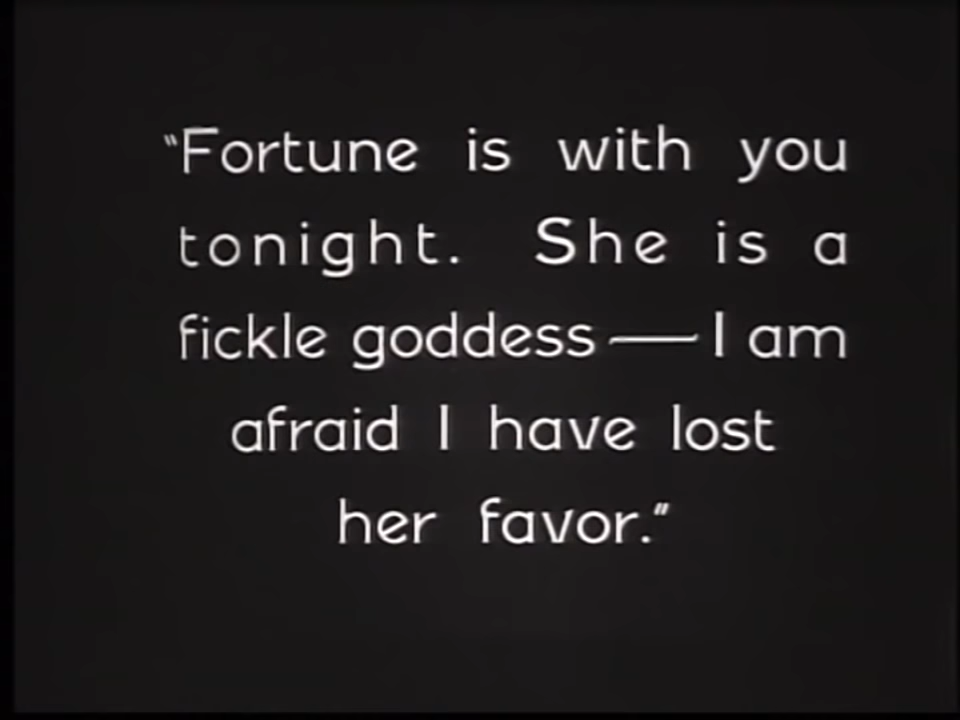 "Fortune is with you
tonight. She is a
fickle goddess — I am
afraid I have lost
her favor."